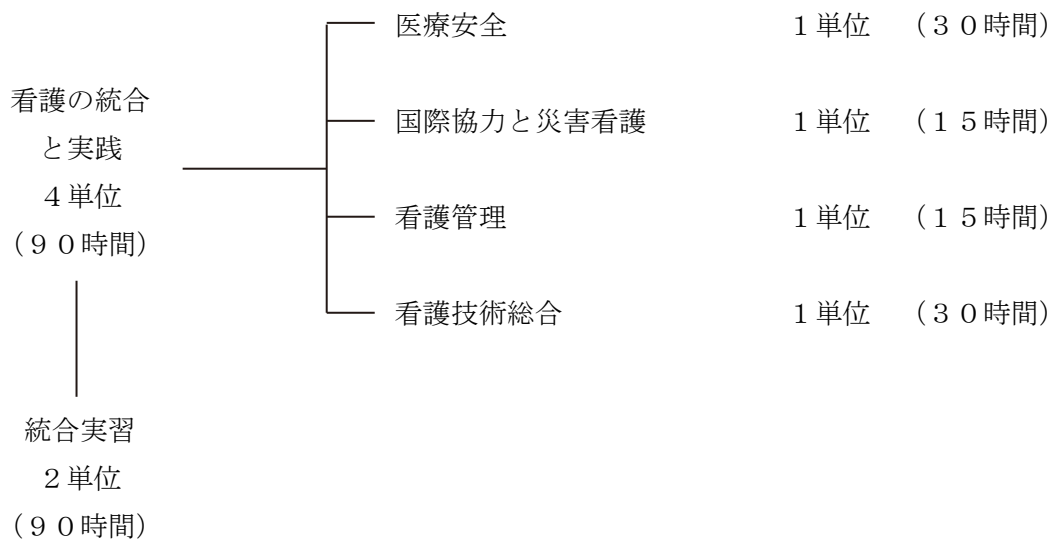 医療安全 1単位 (30時間)
看護の統合
と実践
4単位
(90時間)
国際協力と災害看護 1単位 (15時間)
看護管理 1単位 (15時間)
看護技術総合 1単位 (30時間)
統合実習
2単位
(90時間)